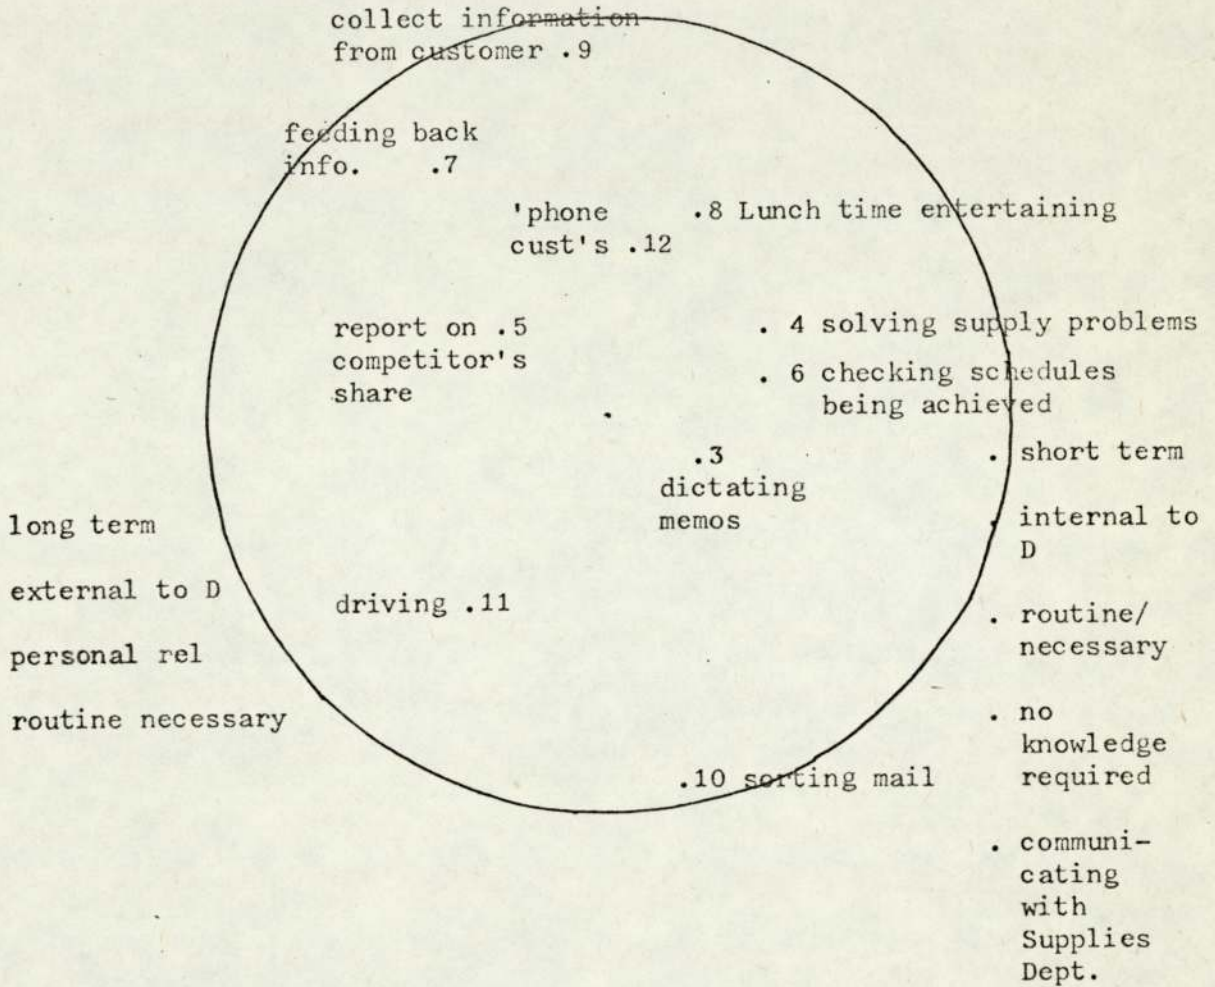 collect information
from customer .9
feeding back
info. .7
'phone .8 Lunch time entertaining
cust's .12
report on .5
competitor's
share
. 4 solving supply problems
. 6 checking schedules
being achieved
.3
dictating
memos
. short term
. internal to
D
long term
external to D
personal rel
routine necessary
driving .11
. routine/
necessary
. no
knowledge
required
.10 sorting mail
. communi-
cating
with
Supplies
Dept.